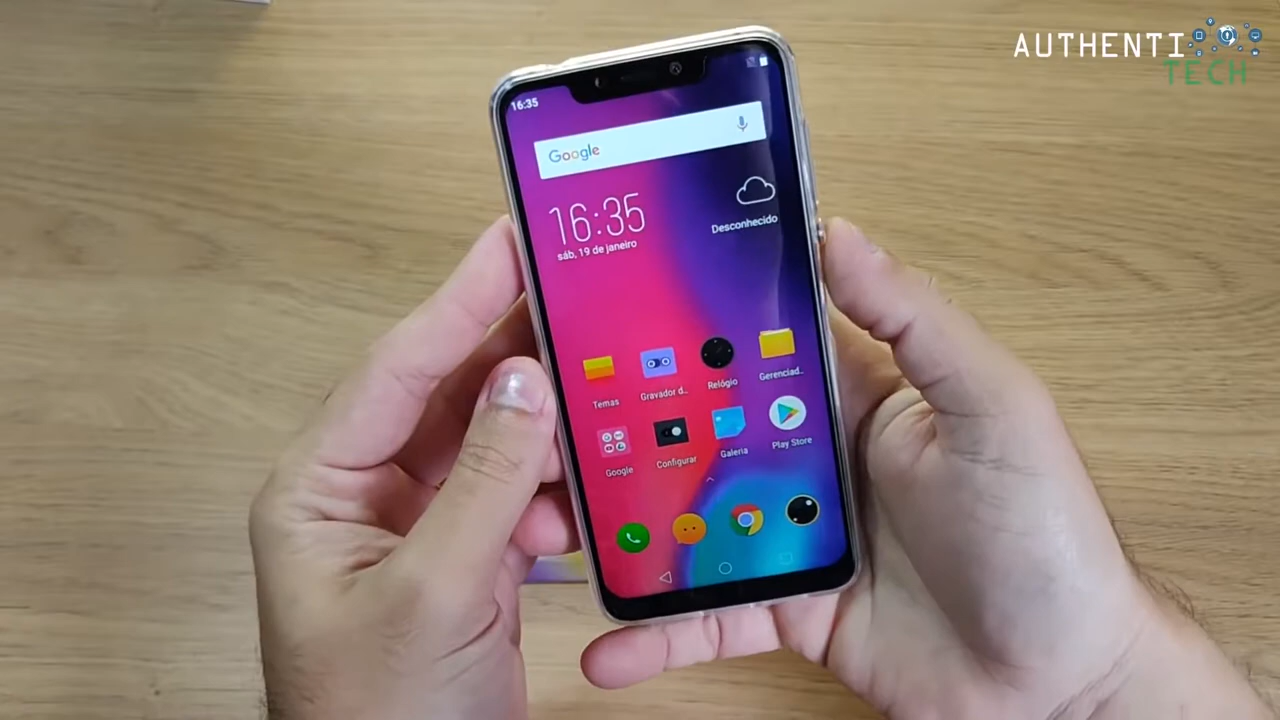 AUTHENTI
TECH
16:35
Google
16:35
sáb, 19 de janeiro
Desconhecido
Temas
Gravador d..
Relógio
Gerenciad..
Google
Configurar
Galeria
Play Store